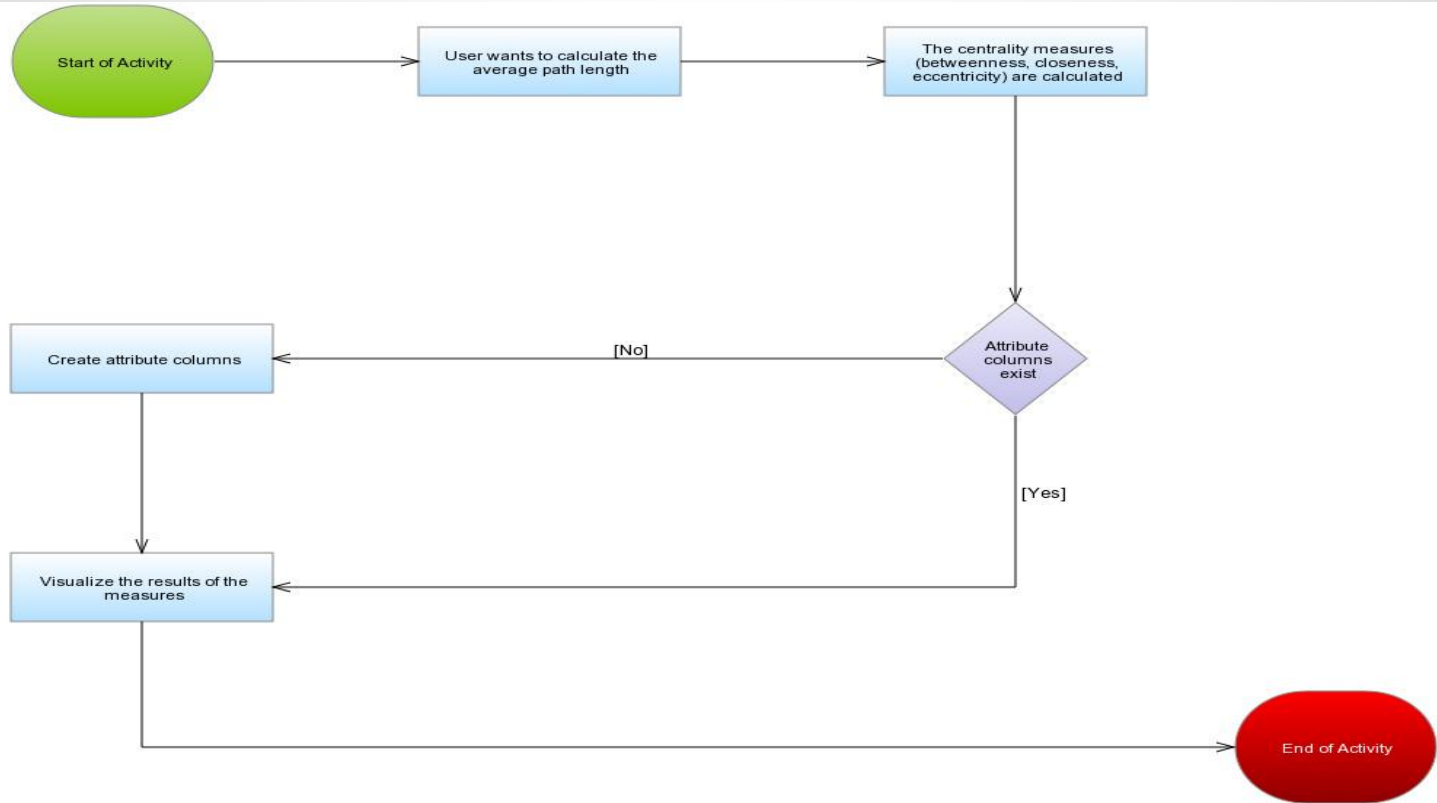 Start of Activity
User wants to calculate the
average path length
The centrality measures
(betweenness, closeness,
eccentricity) are calculated
Attribute
columns
exist
[No]
Create attribute columns
[Yes]
Visualize the results of the
measures
End of Activity